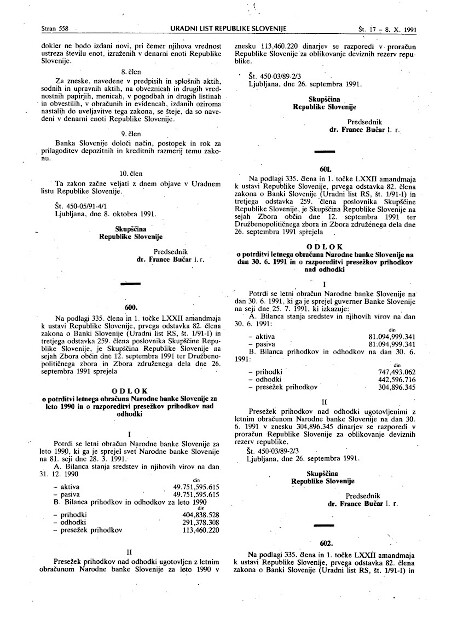 Stran 558
URADNI LIST REPUBLIKE SLOVENIJE
Št. 17 – 8. X. 1991
dokler ne bodo izdani novi, pri čemer njihova vrednost
ustreza številu enot, izraženih v denarni enoti Republike
Slovenije.
8. člen
Za zneske, navedene v predpisih in splošnih aktih,
sodnih in upravnih aktih, na obveznicah in drugih vred-
nostnih papirjih, menicah, v pogodbah in drugih listinah
in obvestilih, v obračunih in evidencah, izdanih oziroma
nastalih do uveljavitve tega zakona, se šteje, da so nave-
deni v denarni enoti Republike Slovenije.
9. člen
Banka Slovenije določi način, postopek in rok za
prilagoditev depozitnih in kreditnih razmerij temu zako-
nu.
10. člen
Ta zakon začne veljati z dnem objave v Uradnem
listu Republike Slovenije.
Št. 450-05/91-4/1
Ljubljana, dne 8. oktobra 1991.
Skupščina
Republike Slovenije
Predsednik
dr. France Bučar l. r.
600.
Na podlagi 335. člena in 1. točke LXXII amandmaja
k ustavi Republike Slovenije, prvega odstavka 82. člena
zakona o Banki Slovenije (Uradni list RS, št. 1/91-I) in
tretjega odstavka 259. člena poslovnika Skupščine Repu-
blike Slovenije, je Skupščina Republike Slovenije na
sejah Zbora občin dne 12. septembra 1991 ter Družbeno-
političnega zbora in Zbora združenega dela dne 26.
septembra 1991 sprejela
ODLOK
o potrditvi letnega obračuna Narodne banke Slovenije za
leto 1990 in o razporeditvi presežkov prihodkov nad
odhodki
I
Potrdi se letni obračun Narodne banke Slovenije za
leto 1990, ki ga je sprejel svet Narodne banke Slovenije
na 81. seji dne 28. 3. 1991.
A. Bilanca stanja sredstev in njihovih virov na dan
31. 12. 1990
din
– aktiva 49.751,595.615
– pasiva 49.751,595.615
B. Bilanca prihodkov in odhodkov za leto 1990
din
– prihodki 404,838.528
– odhodki 291,378.308
– presežek prihodkov 113,460.220
II
Presežek prihodkov nad odhodki ugotovljen z letnim
obračunom Narodne banke Slovenije za leto 1990 v
znesku 113,460.220 dinarjev se razporedi v proračun
Republike Slovenije za oblikovanje deviznih rezerv repu-
blike.
Št. 450-03/89-2/3
Ljubljana, dne 26. septembra 1991.
Skupščina
Republike Slovenije
Predsednik
dr. France Bučar l. r.
601.
Na podlagi 335. člena in 1. točke LXXII amandmaja
k ustavi Republike Slovenije, prvega odstavka 82. člena
zakona o Banki Slovenije (Uradni list RS, št. 1/91-I) in
tretjega odstavka 259. člena poslovnika Skupščine
Republike Slovenije, je Skupščina Republike Slovenije na
sejah Zbora občin dne 12. septembra 1991 ter
Družbenopolitičnega zbora in Zbora združenega dela dne
26. septembra 1991 sprejela
ODLOK
o potrditvi letnega obračuna Narodne banke Slovenije na
dan 30. 6. 1991 in o razporeditvi presežkov prihodkov
nad odhodki
I
Potrdi se letni obračun Narodne banke Slovenije na
dan 30. 6. 1991, ki ga je sprejel guverner Banke Slovenije
na seji dne 25. 7. 1991, ki izkazuje:
A. Bilanca stanja sredstev in njihovih virov na dan
30. 6. 1991:
din
– aktiva 81.094,999.341
– pasiva 81.094,999.341
B. Bilanca prihodkov in odhodkov na dan 30. 6.
1991:
din
– prihodki 747,493.062
– odhodki 442,596.716
– presežek prihodkov 304,896.345
II
Presežek prihodkov nad odhodki ugotovljenimi z
letnim obračunom Narodne banke Slovenije na dan 30.
6. 1991 v znesku 304,896.345 dinarjev se razporedi v
proračun Republike Slovenije za oblikovanje deviznih
rezerv republike.
Št. 450-03/89-2/3
Ljubljana, dne 26. septembra 1991.
Skupščina
Republike Slovenije
Predsednik
dr. France Bučar l. r.
602.
Na podlagi 335. člena in 1. točke LXXII amandmaja
k ustavi Republike Slovenije, prvega odstavka 82. člena
zakona o Banki Slovenije (Uradni list RS, št. 1/91-I) in